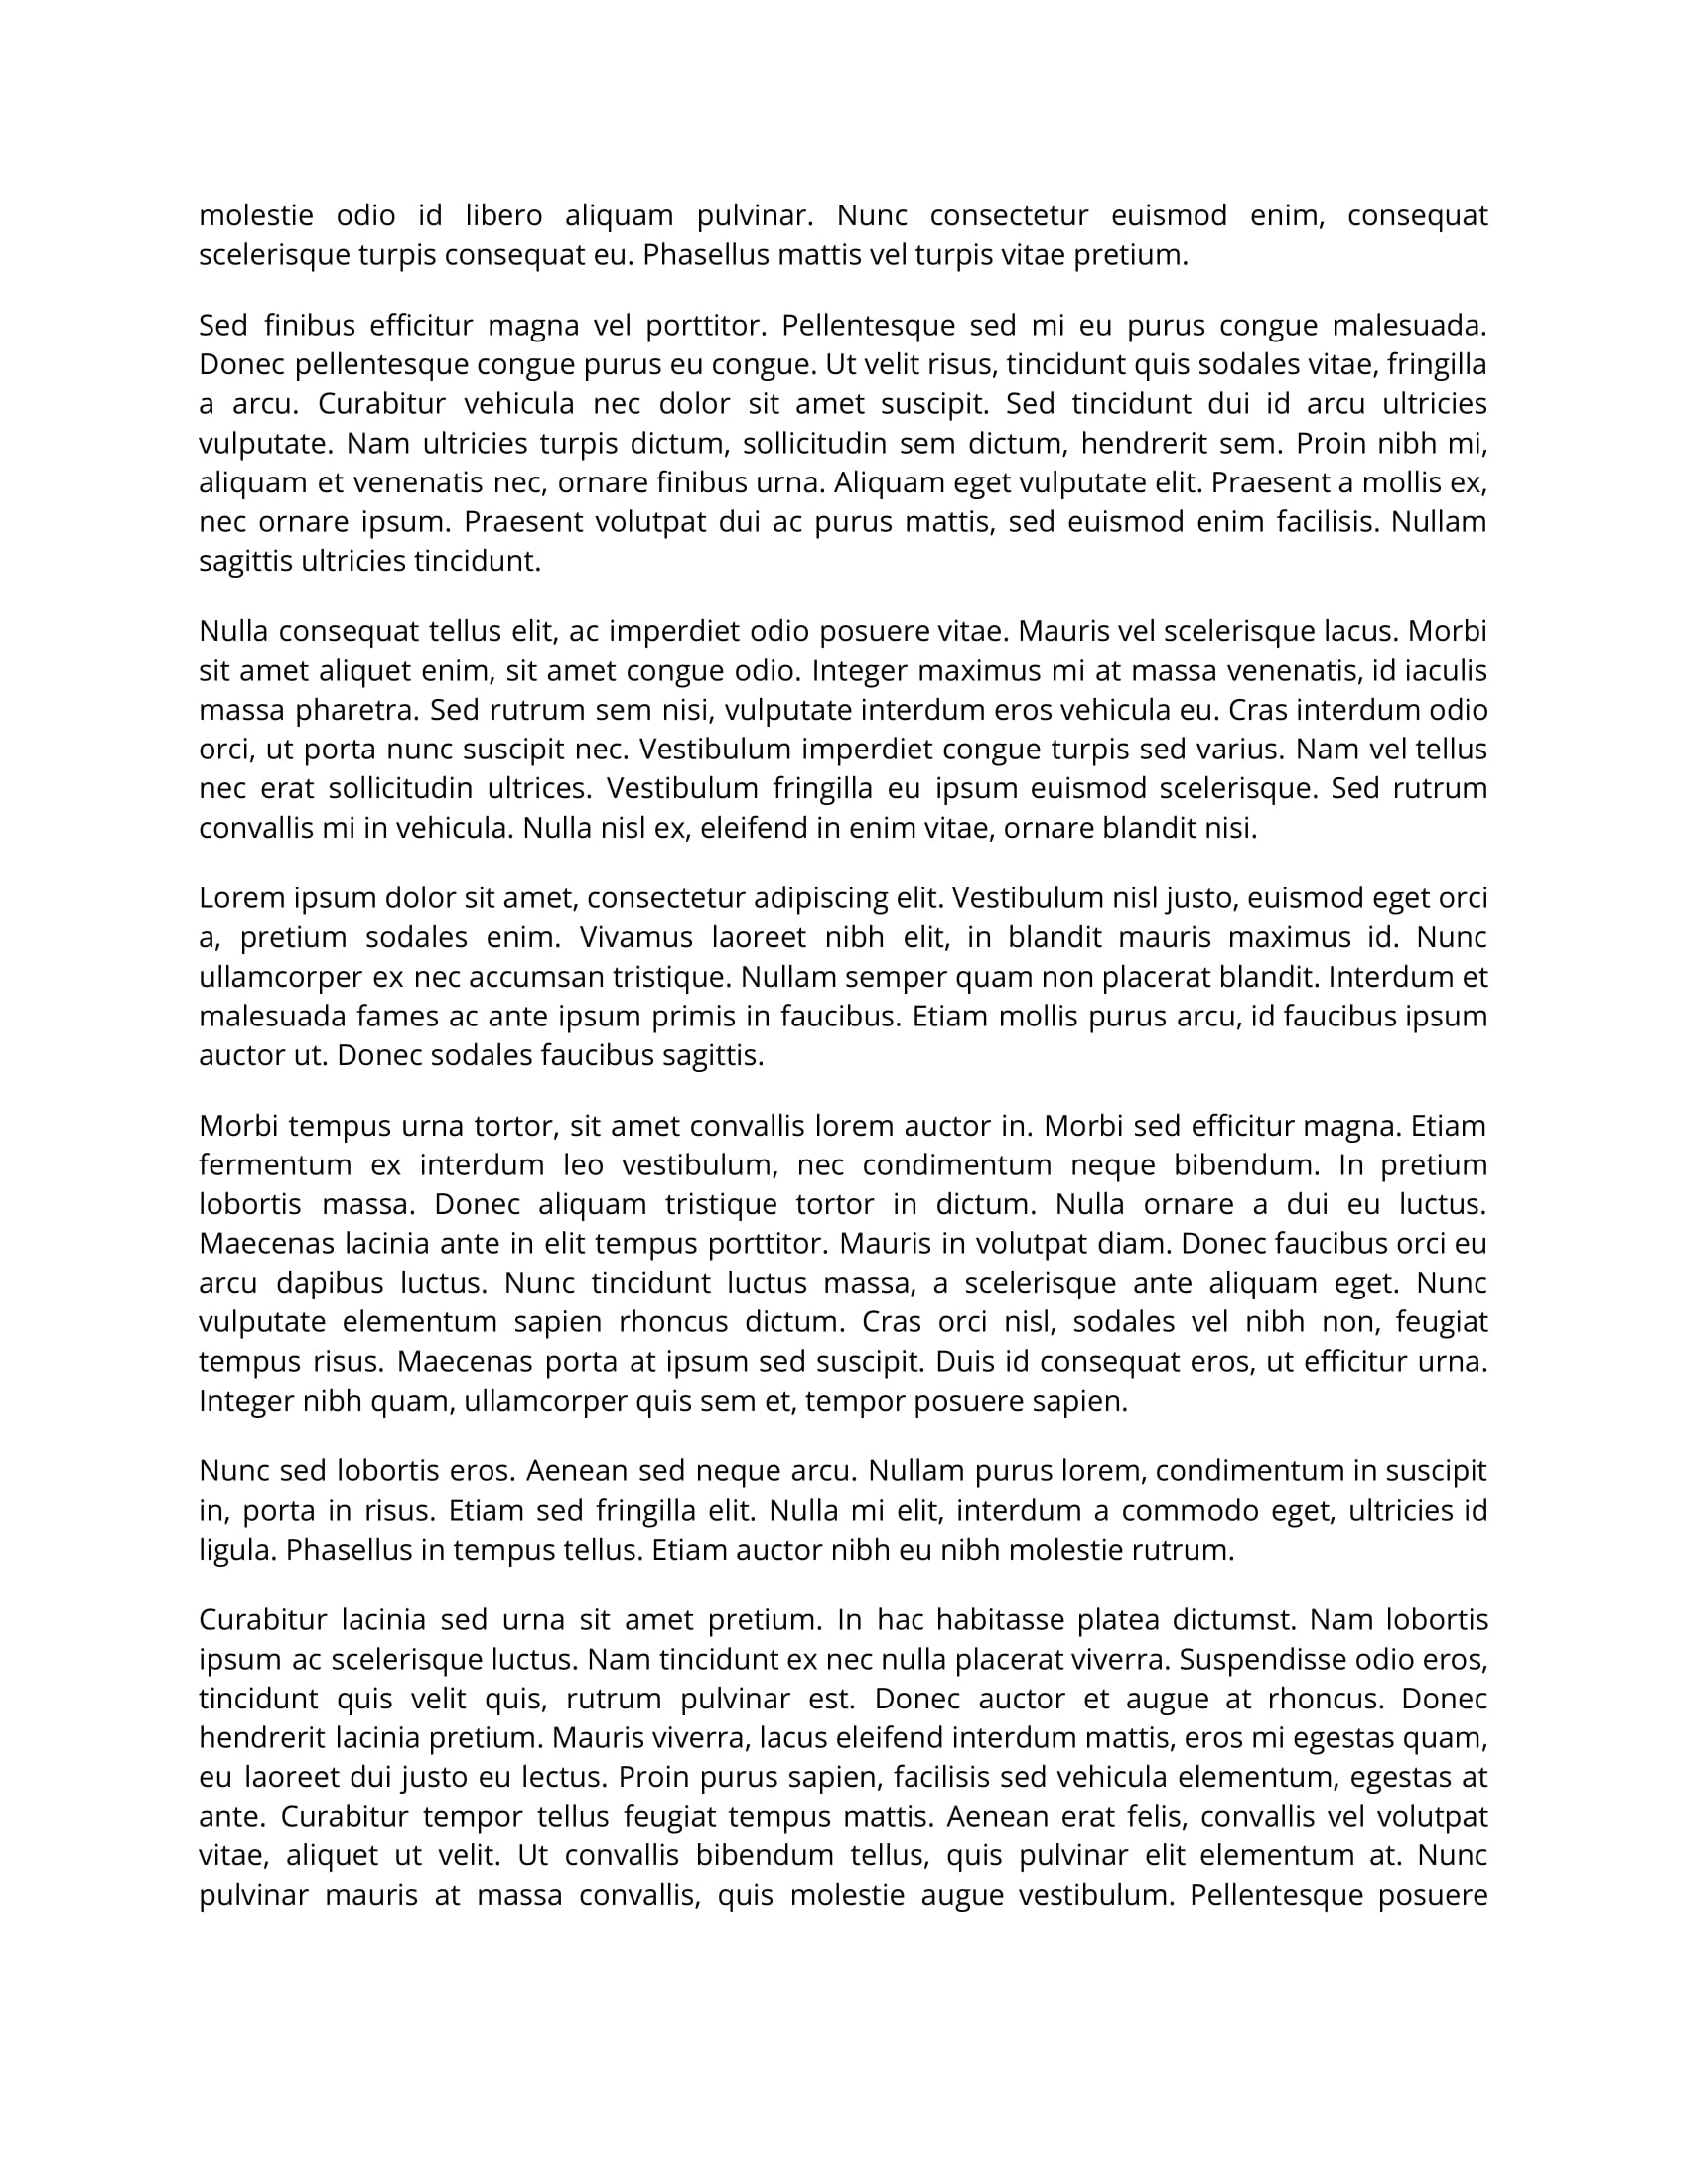 molestie odio id libero aliquam pulvinar. Nunc consectetur euismod enim, consequat
scelerisque turpis consequat eu. Phasellus mattis vel turpis vitae pretium.
Sed finibus efficitur magna vel porttitor. Pellentesque sed mi eu purus congue malesuada.
Donec pellentesque congue purus eu congue. Ut velit risus, tincidunt quis sodales vitae, fringilla
a arcu. Curabitur vehicula nec dolor sit amet suscipit. Sed tincidunt dui id arcu ultricies
vulputate. Nam ultricies turpis dictum, sollicitudin sem dictum, hendrerit sem. Proin nibh mi,
aliquam et venenatis nec, ornare finibus urna. Aliquam eget vulputate elit. Praesent a mollis ex,
nec ornare ipsum. Praesent volutpat dui ac purus mattis, sed euismod enim facilisis. Nullam
sagittis ultricies tincidunt.
Nulla consequat tellus elit, ac imperdiet odio posuere vitae. Mauris vel scelerisque lacus. Morbi
sit amet aliquet enim, sit amet congue odio. Integer maximus mi at massa venenatis, id iaculis
massa pharetra. Sed rutrum sem nisi, vulputate interdum eros vehicula eu. Cras interdum odio
orci, ut porta nunc suscipit nec. Vestibulum imperdiet congue turpis sed varius. Nam vel tellus
nec erat sollicitudin ultrices. Vestibulum fringilla eu ipsum euismod scelerisque. Sed rutrum
convallis mi in vehicula. Nulla nisl ex, eleifend in enim vitae, ornare blandit nisi.
Lorem ipsum dolor sit amet, consectetur adipiscing elit. Vestibulum nisl justo, euismod eget orci
a, pretium sodales enim. Vivamus laoreet nibh elit, in blandit mauris maximus id. Nunc
ullamcorper ex nec accumsan tristique. Nullam semper quam non placerat blandit. Interdum et
malesuada fames ac ante ipsum primis in faucibus. Etiam mollis purus arcu, id faucibus ipsum
auctor ut. Donec sodales faucibus sagittis.
Morbi tempus urna tortor, sit amet convallis lorem auctor in. Morbi sed efficitur magna. Etiam
fermentum ex interdum leo vestibulum, nec condimentum neque bibendum. In pretium
lobortis massa. Donec aliquam tristique tortor in dictum. Nulla ornare a dui eu luctus.
Maecenas lacinia ante in elit tempus porttitor. Mauris in volutpat diam. Donec faucibus orci eu
arcu dapibus luctus. Nunc tincidunt luctus massa, a scelerisque ante aliquam eget. Nunc
vulputate elementum sapien rhoncus dictum. Cras orci nisl, sodales vel nibh non, feugiat
tempus risus. Maecenas porta at ipsum sed suscipit. Duis id consequat eros, ut efficitur urna.
Integer nibh quam, ullamcorper quis sem et, tempor posuere sapien.
Nunc sed lobortis eros. Aenean sed neque arcu. Nullam purus lorem, condimentum in suscipit
in, porta in risus. Etiam sed fringilla elit. Nulla mi elit, interdum a commodo eget, ultricies id
ligula. Phasellus in tempus tellus. Etiam auctor nibh eu nibh molestie rutrum.
Curabitur lacinia sed urna sit amet pretium. In hac habitasse platea dictumst. Nam lobortis
ipsum ac scelerisque luctus. Nam tincidunt ex nec nulla placerat viverra. Suspendisse odio eros,
tincidunt quis velit quis, rutrum pulvinar est. Donec auctor et augue at rhoncus. Donec
hendrerit lacinia pretium. Mauris viverra, lacus eleifend interdum mattis, eros mi egestas quam,
eu laoreet dui justo eu lectus. Proin purus sapien, facilisis sed vehicula elementum, egestas at
ante. Curabitur tempor tellus feugiat tempus mattis. Aenean erat felis, convallis vel volutpat
vitae, aliquet ut velit. Ut convallis bibendum tellus, quis pulvinar elit elementum at. Nunc
pulvinar mauris at massa convallis, quis molestie augue vestibulum. Pellentesque posuere